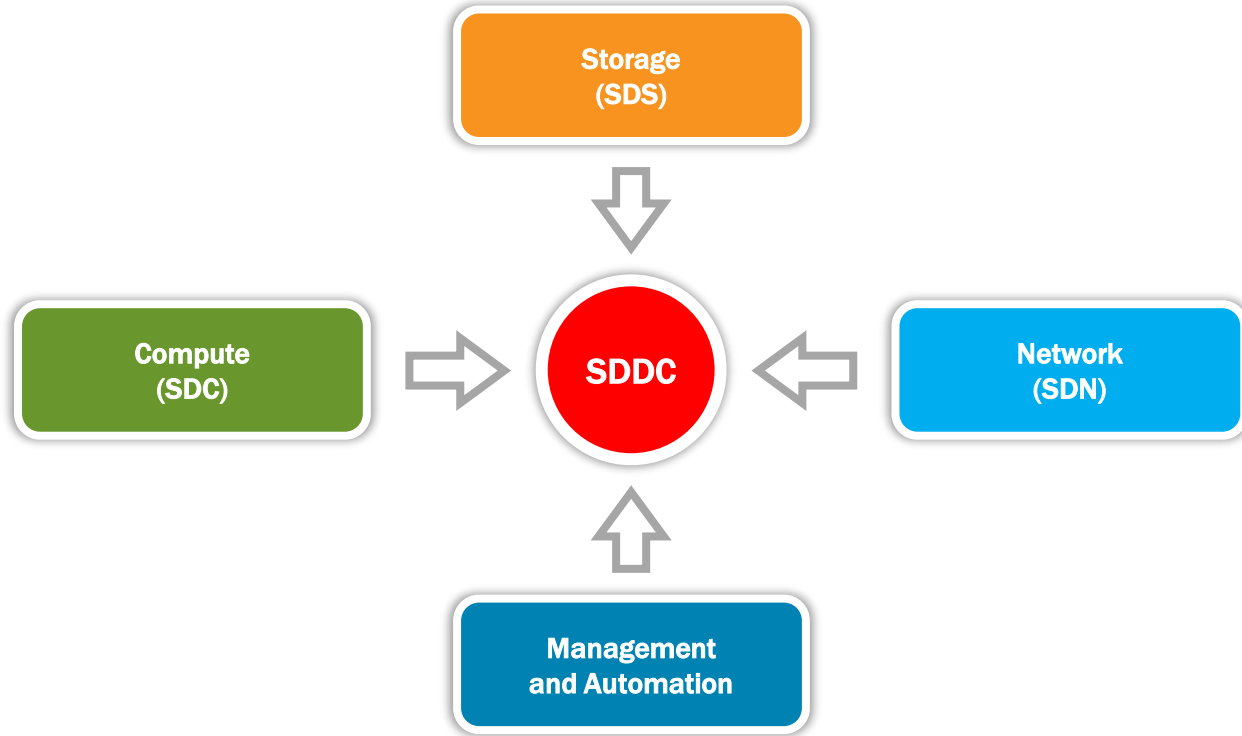 Storage
(SDS)
Compute
(SDC)
SDDC
Network
(SDN)
Management
and Automation